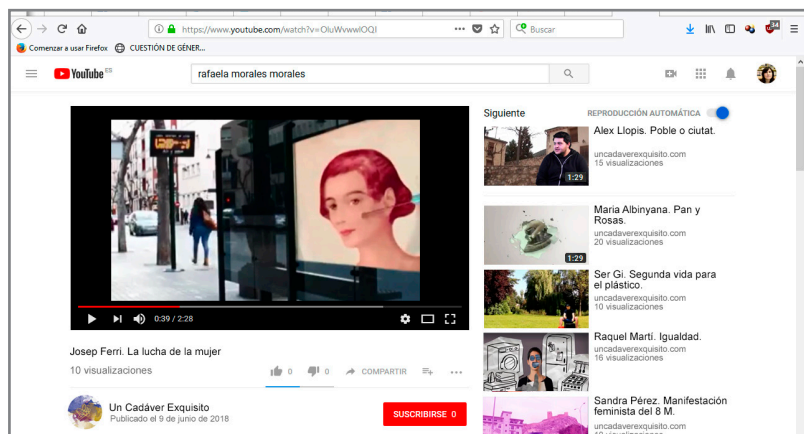 https://www.youtube.com/watch?v=OluWvwwlOQI
Buscar
34
Comenzar a usar Firefox
CUESTIÓN DE GÉNER...
YouTube ES
rafaela morales morales
0:39 / 2:28
Josep Ferri. La lucha de la mujer
10 visualizaciones
0
0
COMPARTIR
Un Cadáver Exquisito
Publicado el 9 de junio de 2018
SUSCRIBIRSE 0
Siguiente
REPRODUCCIÓN AUTOMÁTICA
1:29
Alex Llopis. Poble o ciutat.
uncadaverexquisito.com
15 visualizaciones
1:29
Maria Albinyana. Pan y
Rosas.
uncadaverexquisito.com
20 visualizaciones
Ser Gi. Segunda vida para
el plástico.
uncadaverexquisito.com
10 visualizaciones
Raquel Martí. Igualdad.
uncadaverexquisito.com
16 visualizaciones
Sandra Pérez. Manifestación
feminista del 8 M.
uncadaverexquisito.com